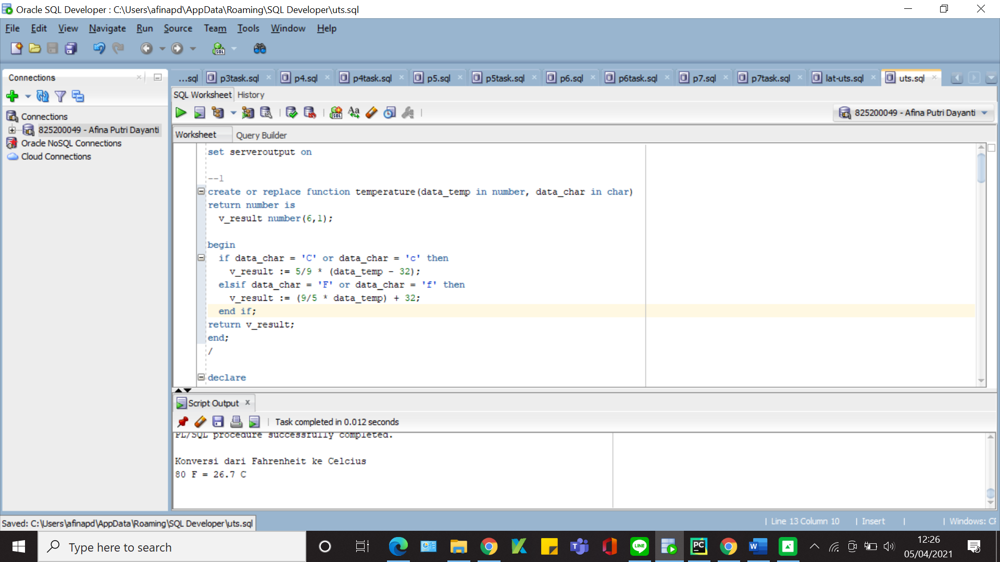 Oracle SQL Developer : C:\Users\afinapd\AppData\Roaming\SQL Developer\uts.sql
File Edit View Navigate Run Source Team Tools Window Help
Connections
...sql p3task.sql p4.sql p4task.sql p5.sql p5task.sql p6.sql p6task.sql p7.sql p7task.sql lat-uts.sql uts.sql
SQL Worksheet History
Connections
825200049 - Afina Putri Dayanti
Oracle NoSQL Connections
Cloud Connections
825200049 - Afina Putri Dayanti
Worksheet Query Builder
set serveroutput on
--1
create or replace function temperature(data_temp in number, data_char in char)
return number is
v_result number(6,1);
begin
if data_char = 'C' or data_char = 'c' then
v_result := 5/9 * (data_temp - 32);
elsif data_char = 'F' or data_char = 'f' then
v_result := (9/5 * data_temp) + 32;
end if;
return v_result;
end;
/
declare
Script Output x
Task completed in 0.012 seconds
PL/SQL procedure successfully completed.
Konversi dari Fahrenheit ke Celcius
80 F = 26.7 C
Saved: C:\Users\afinapd\AppData\Roaming\SQL Developer\uts.sql
Line 13 Column 10 | Insert | | Windows: CF
Type here to search
12:26
05/04/2021